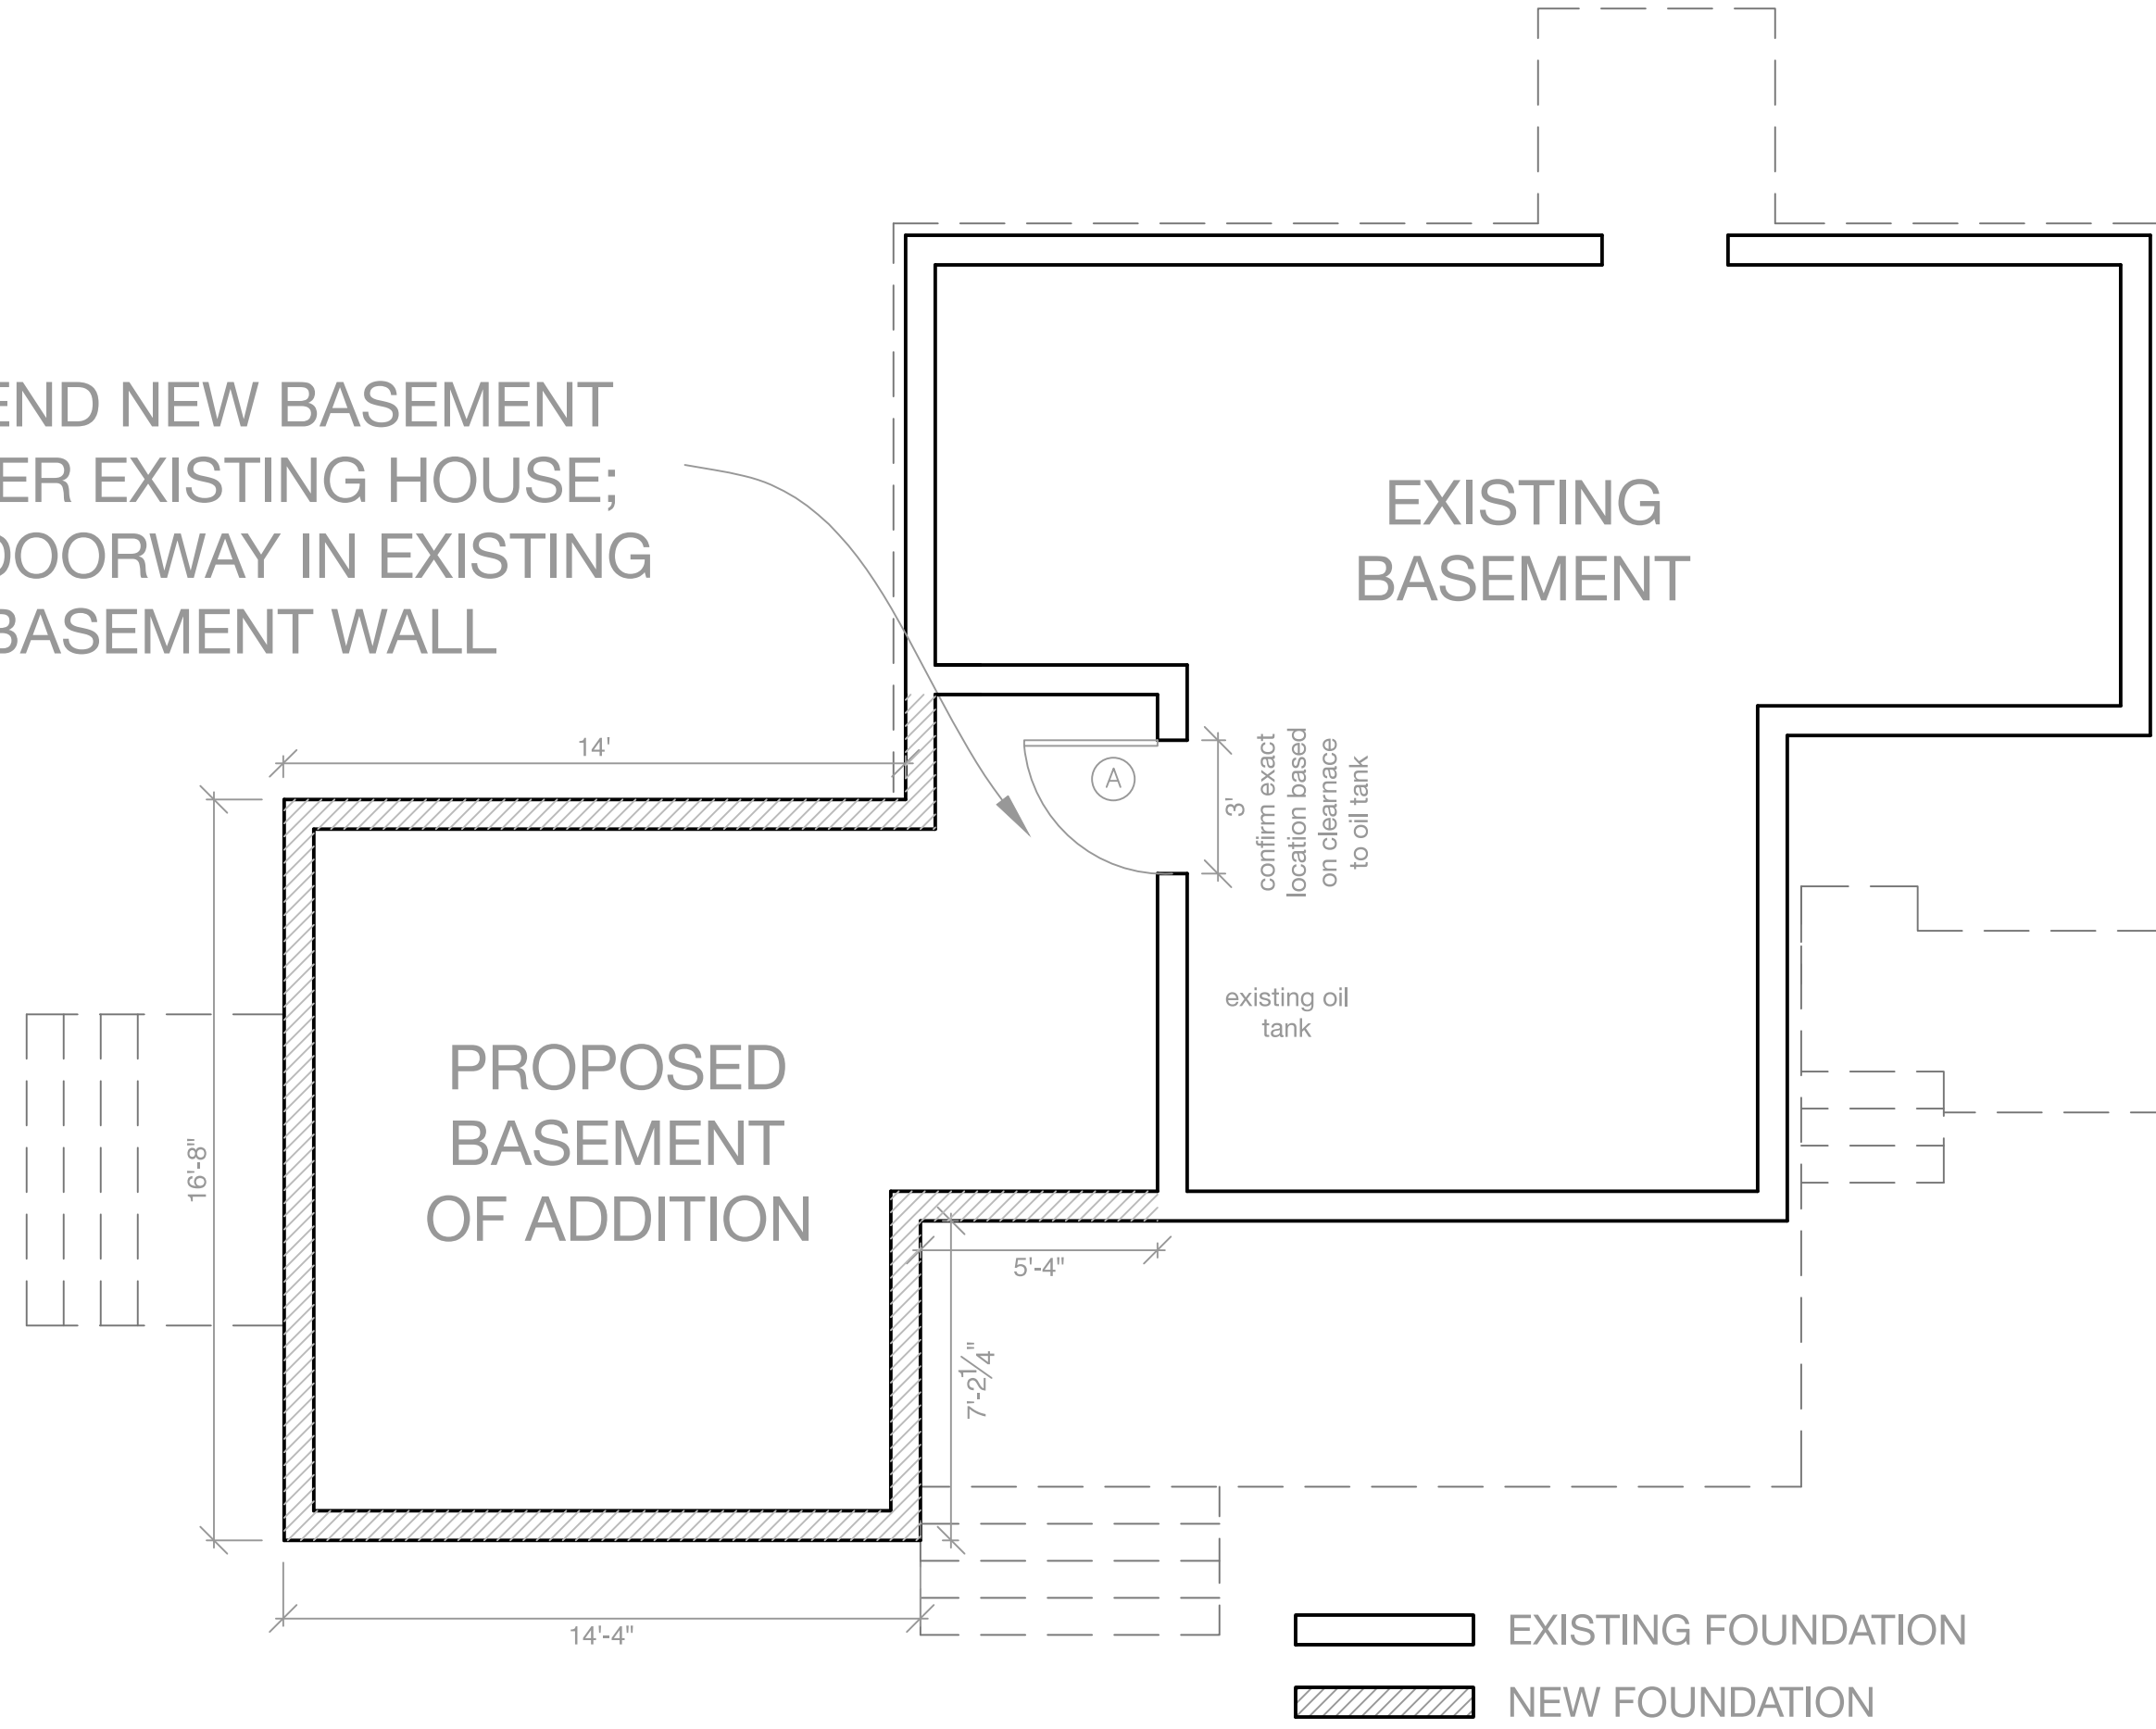 END NEW BASEMENT
ER EXISTING HOUSE;
OORWAY IN EXISTING
BASEMENT WALL
EXISTING
BASEMENT
14'
A
3'
confirm exact
location based
on clearnace
to oil tank
existing oil
tank
PROPOSED
BASEMENT
OF ADDITION
16'-8"
5'-4"
7'-21/4"
14'-4"
EXISTING FOUNDATION
NEW FOUNDATION